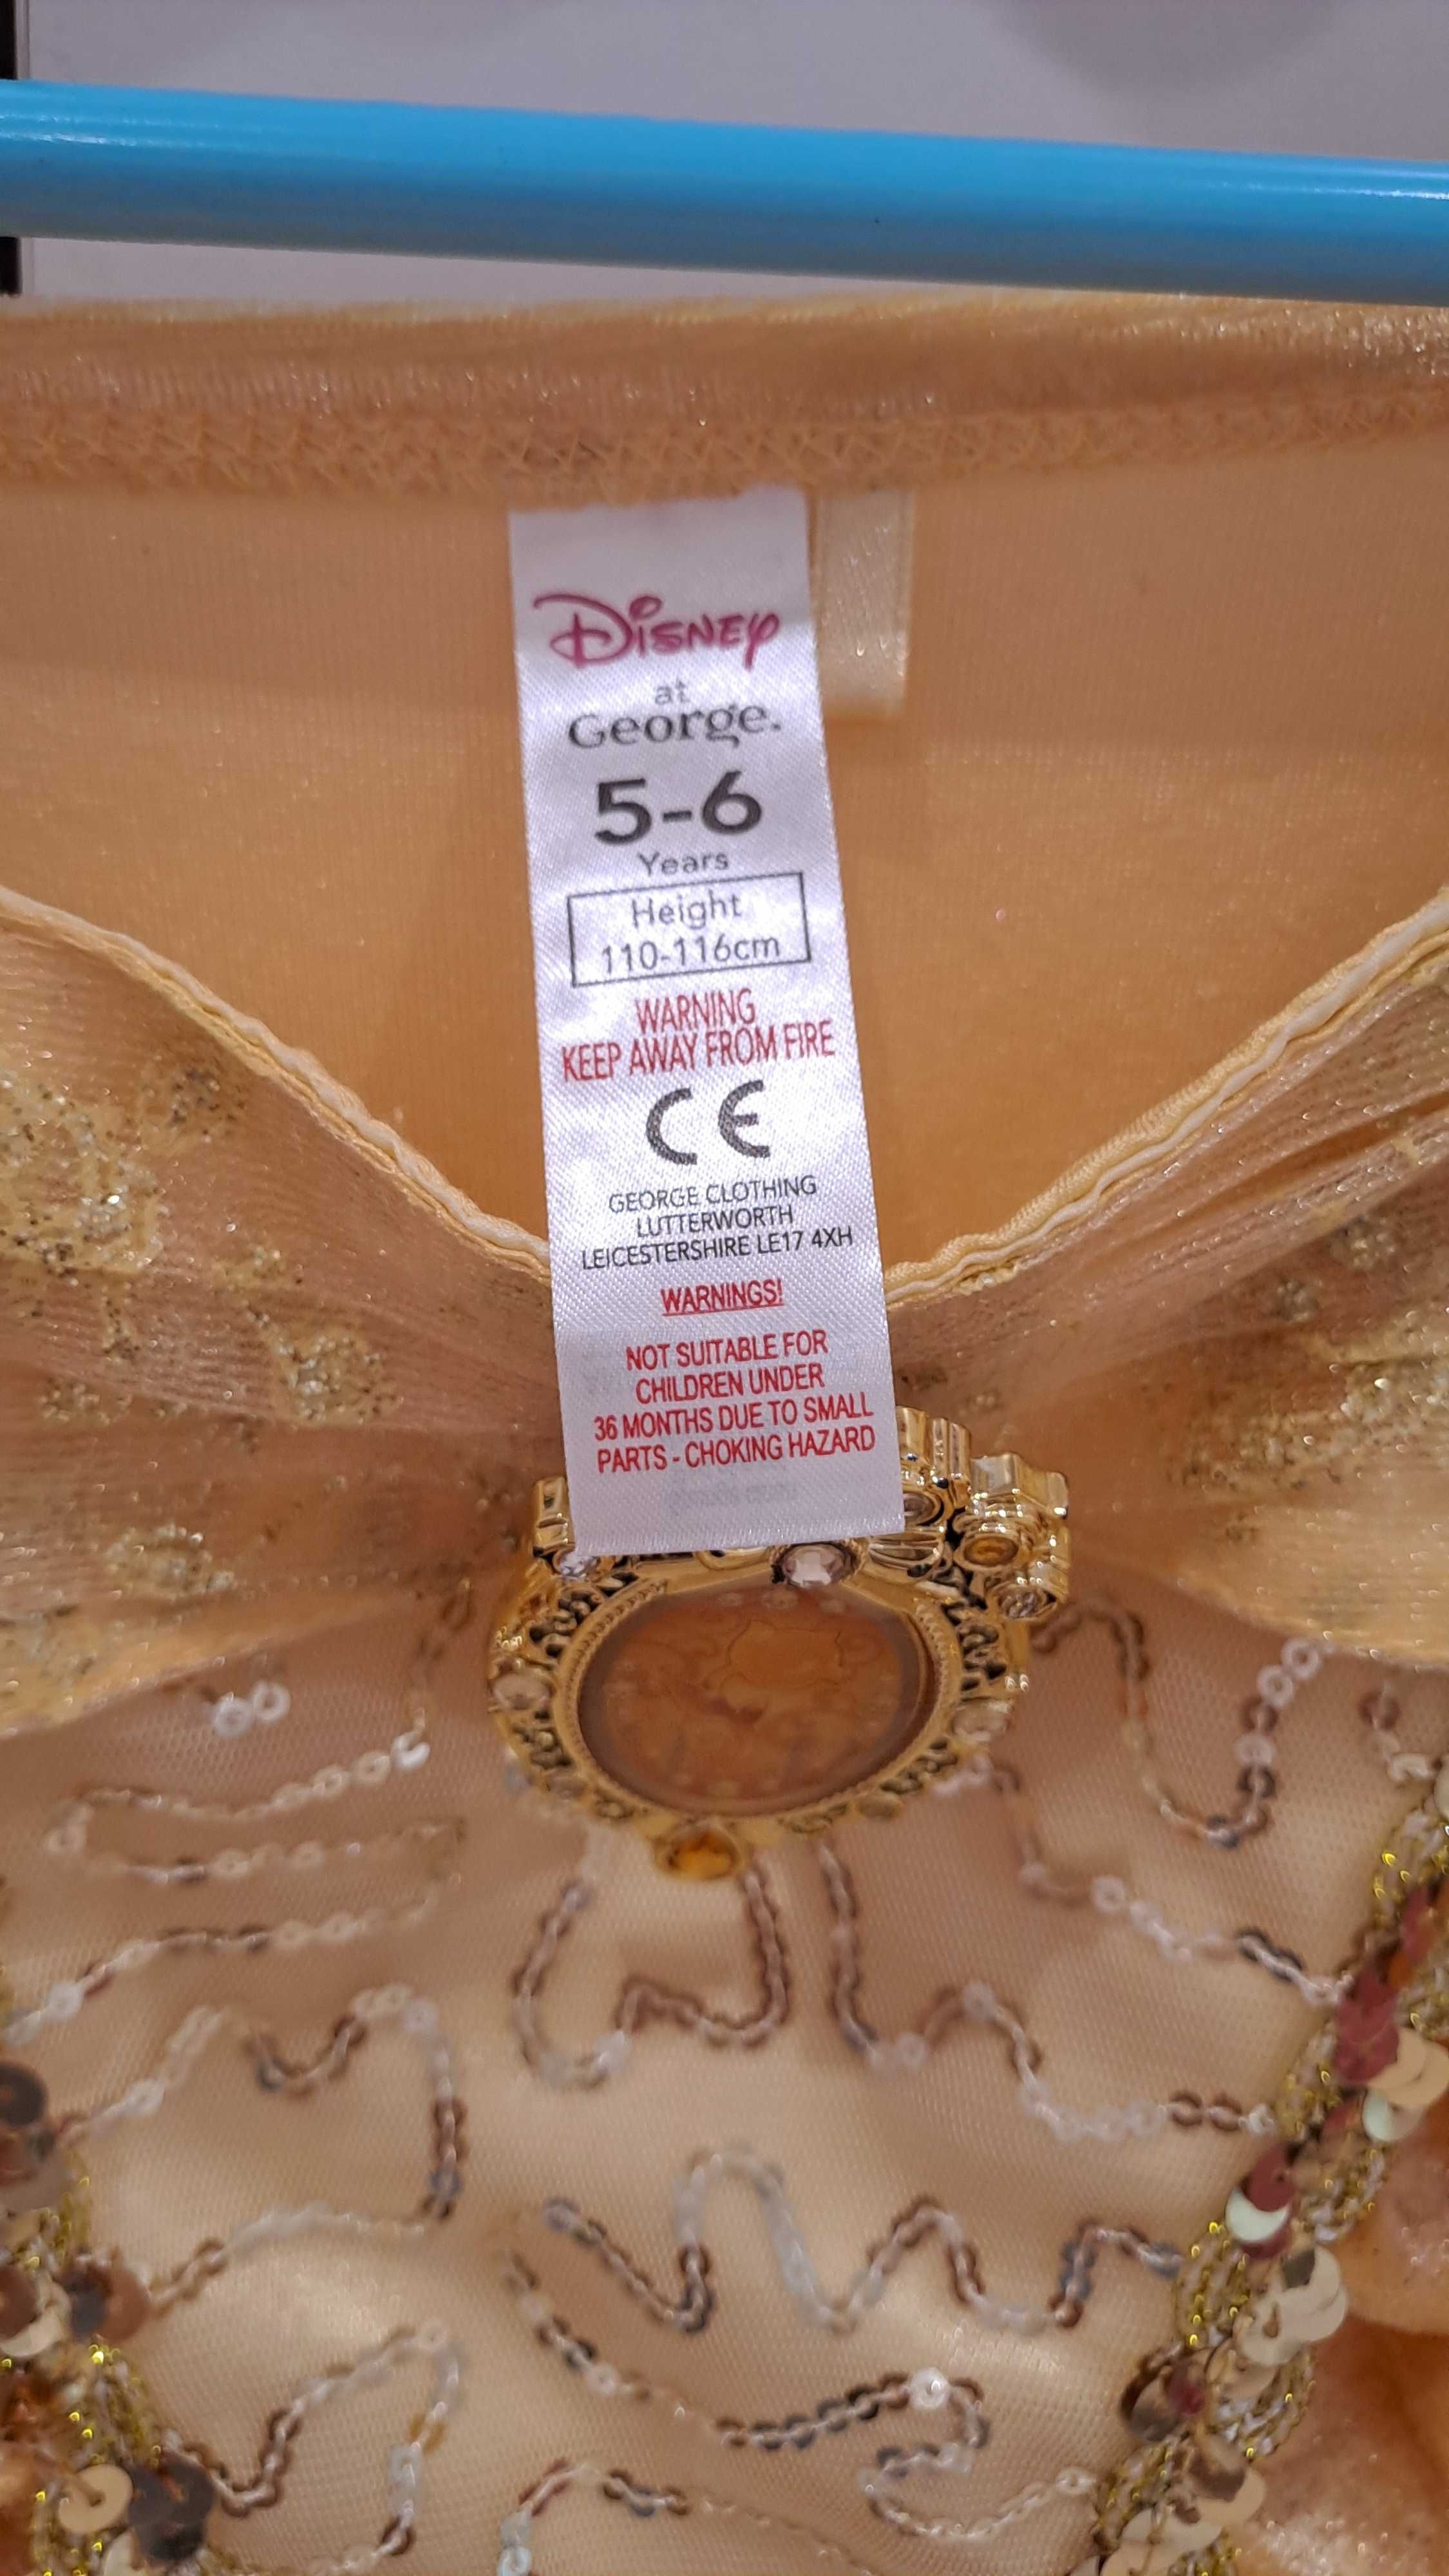 Disney
at
George.
5-6
Years
Height
110-116cm
WARNING
KEEP AWAY FROM FIRE
CE
GEORGE CLOTHING
LUTTERWORTH
LEICESTERSHIRE LE17 4XH
WARNINGS!
NOT SUITABLE FOR
CHILDREN UNDER
36 MONTHS DUE TO SMALL
PARTS - CHOKING HAZARD